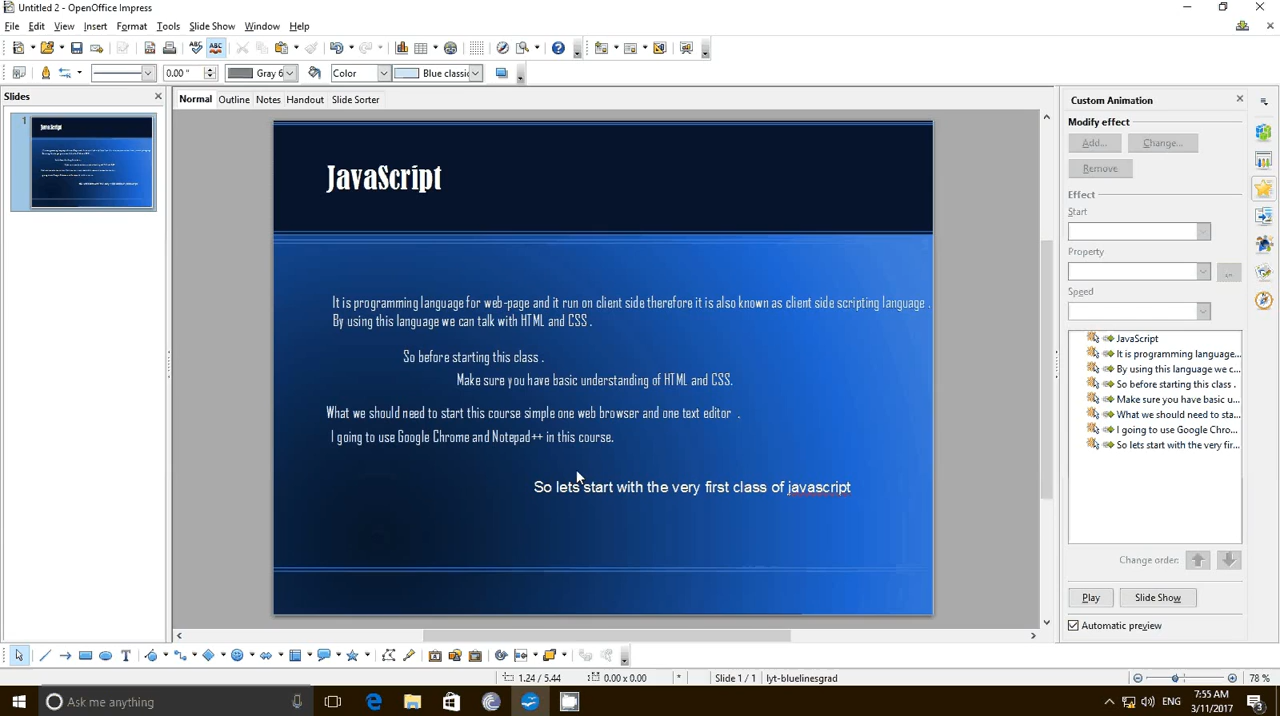 Untitled 2 - OpenOffice Impress
File Edit View Insert Format Tools Slide Show Window Help
0.00 " Gray 6 Color Blue classic
Slides
Normal Outline Notes Handout Slide Sorter
Custom Animation
Modify effect
Add... Change...
Remove
Effect
Start
Property
Speed
1
JavaScript
It is programming language for web-page and it run on client side therefore it is also known as client side scripting language .
By using this language we can talk with HTML and CSS .
So before starting this class .
Make sure you have basic understanding of HTML and CSS.
What we should need to start this course simple one web browser and one text editor .
I going to use Google Chrome and Notepad++ in this course.
So lets start with the very first class of javascript
JavaScript
It is programming language...
By using this language we c...
So before starting this class .
Make sure you have basic u...
What we should need to sta...
I going to use Google Chro...
So lets start with the very fir...
Change order:
Play Slide Show
Automatic preview
1.24 / 5.44 0.00 x 0.00 * Slide 1 / 1 lyt-bluelinesgrad 78 %
Ask me anything
ENG
7:55 AM
3/11/2017
3